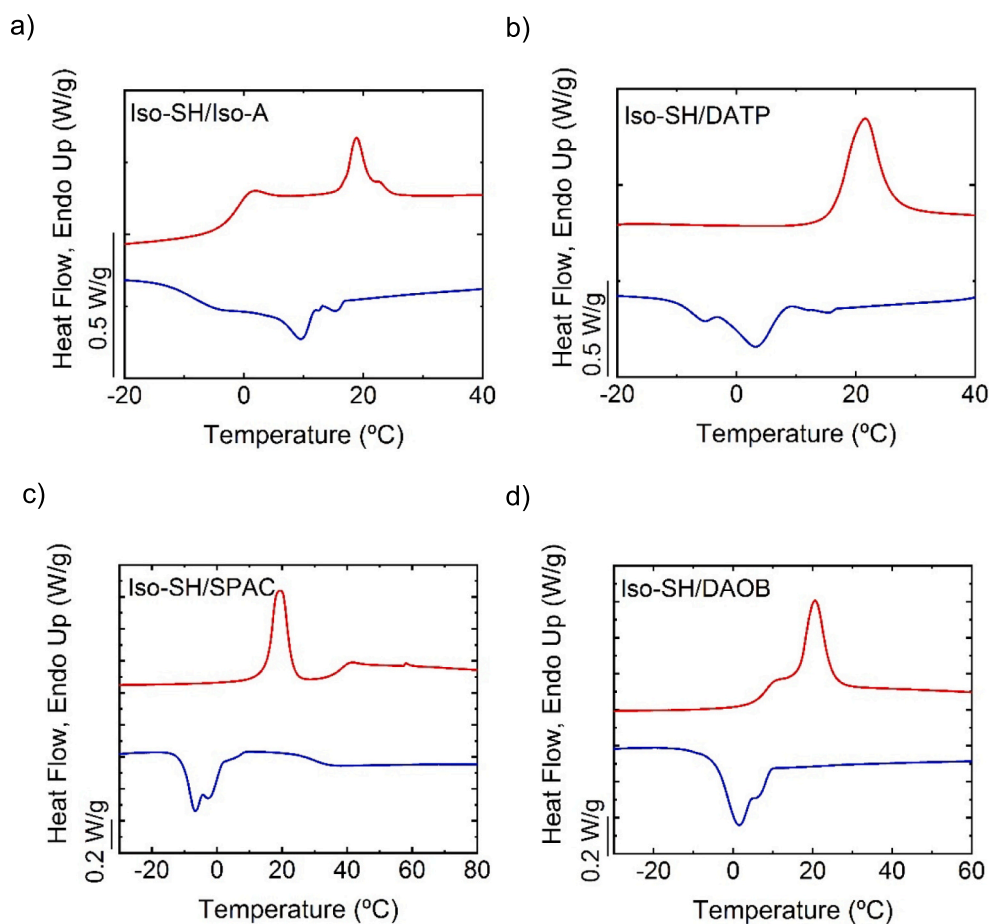 a)
Heat Flow, Endo Up (W/g)
0.5 W/g
Iso-SH/Iso-A
-20 0 20 40
Temperature (ºC)
b)
Heat Flow, Endo Up (W/g)
0.5 W/g
Iso-SH/DATP
-20 0 20 40
Temperature (ºC)
c)
Heat Flow, Endo Up (W/g)
0.2 W/g
Iso-SH/SPAC
-20 0 20 40 60 80
Temperature (ºC)
d)
Heat Flow, Endo Up (W/g)
0.2 W/g
Iso-SH/DAOB
-20 0 20 40 60
Temperature (ºC)